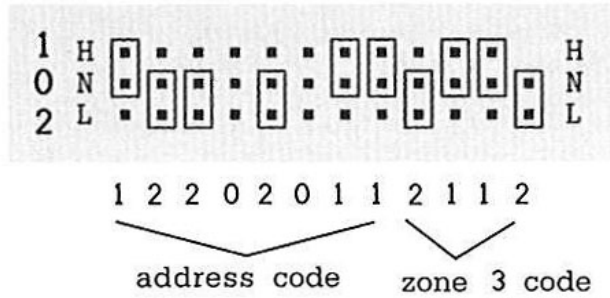 1 H H
0 N N
2 L L
1 2 2 0 2 0 1 1 2 1 1 2
address code zone 3 code